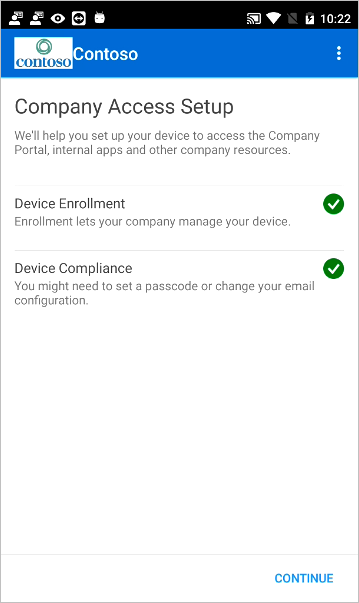 10:22
contoso
Contoso
Company Access Setup
We'll help you set up your device to access the Company
Portal, internal apps and other company resources.
Device Enrollment
Enrollment lets your company manage your device.
Device Compliance
You might need to set a passcode or change your email
configuration.
CONTINUE